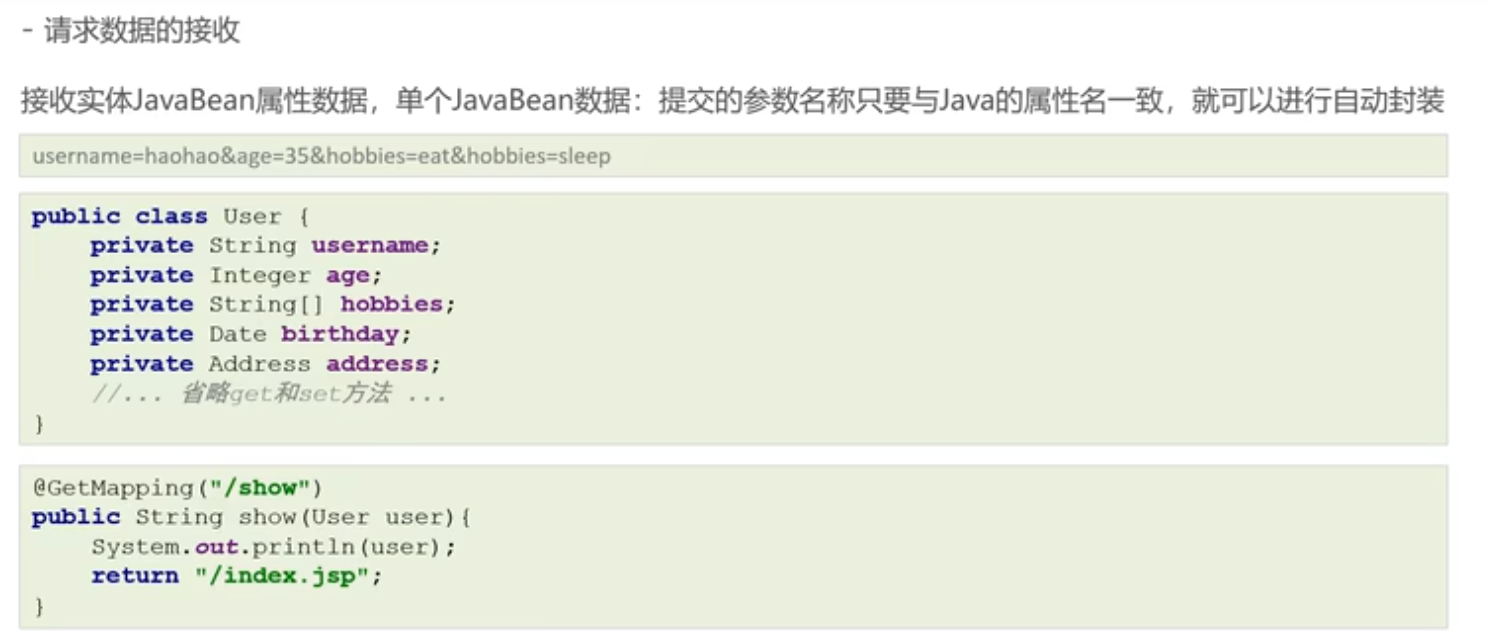 - 请求数据的接收
接收实体JavaBean属性数据，单个JavaBean数据：提交的参数名称只要与Java的属性名一致，就可以进行自动封装
username=haohao&age=35&hobbies=eat&hobbies=sleep
public class User {
    private String username;
    private Integer age;
    private String[] hobbies;
    private Date birthday;
    private Address address;
    //... 省略get和set方法 ...
}
@GetMapping("/show")
public String show(User user){
    System.out.println(user);
    return "/index.jsp";
}